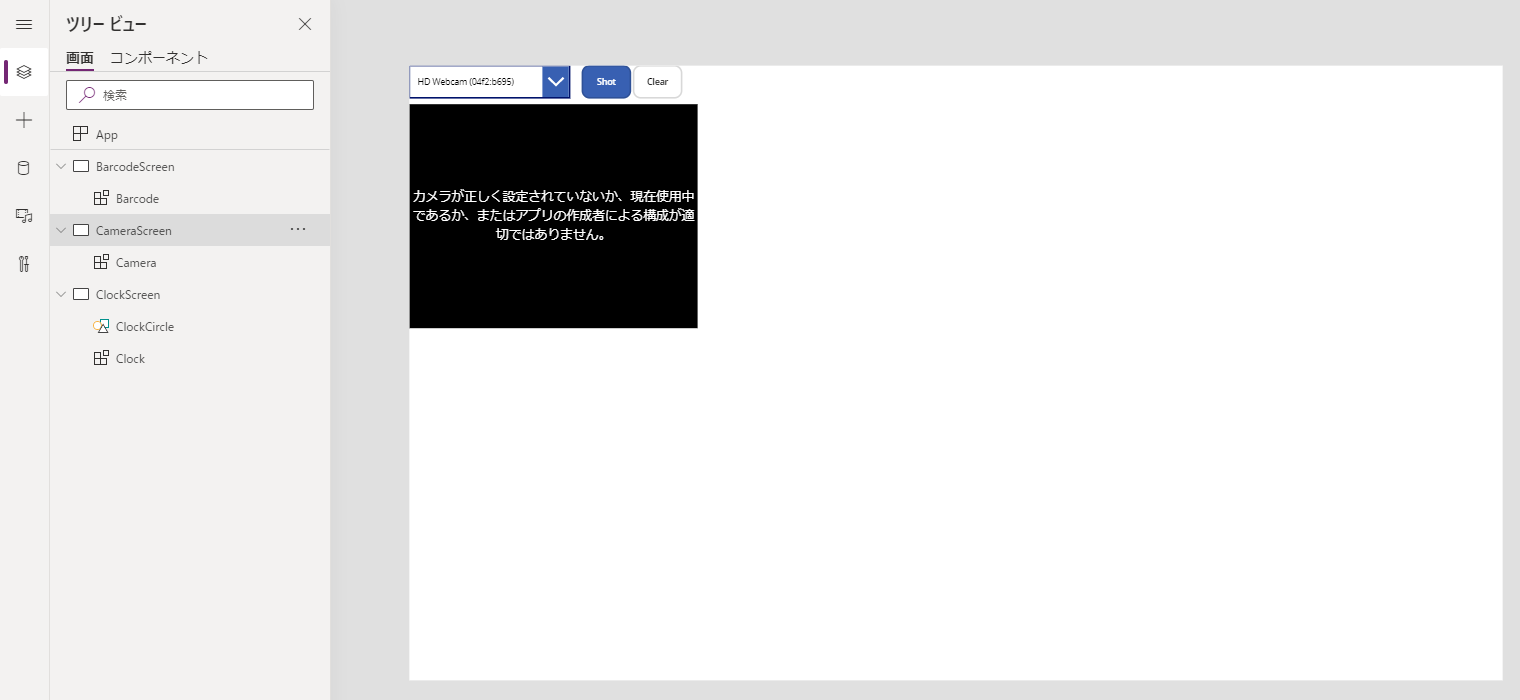 ツリー ビュー
画面 コンポーネント
検索
App
BarcodeScreen
Barcode
CameraScreen
Camera
ClockScreen
ClockCircle
Clock
HD Webcam (04f2:b695)
Shot
Clear
カメラが正しく設定されていないか、現在使用中
であるか、またはアプリの作成者による構成が適
切ではありません。